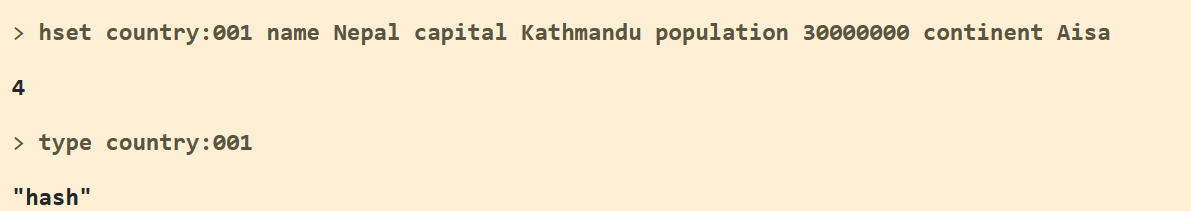 > hset country:001 name Nepal capital Kathmandu population 30000000 continent Aisa
4
> type country:001
"hash"